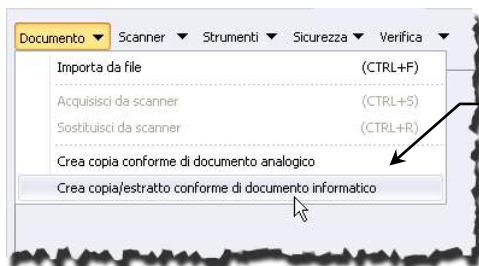 Documento Scanner Strumenti Sicurezza Verifica
Importa da file (CTRL+F)
Acquisisci da scanner (CTRL+S)
Sostituisci da scanner (CTRL+R)
Crea copia conforme di documento analogico
Crea copia/estratto conforme di documento informatico